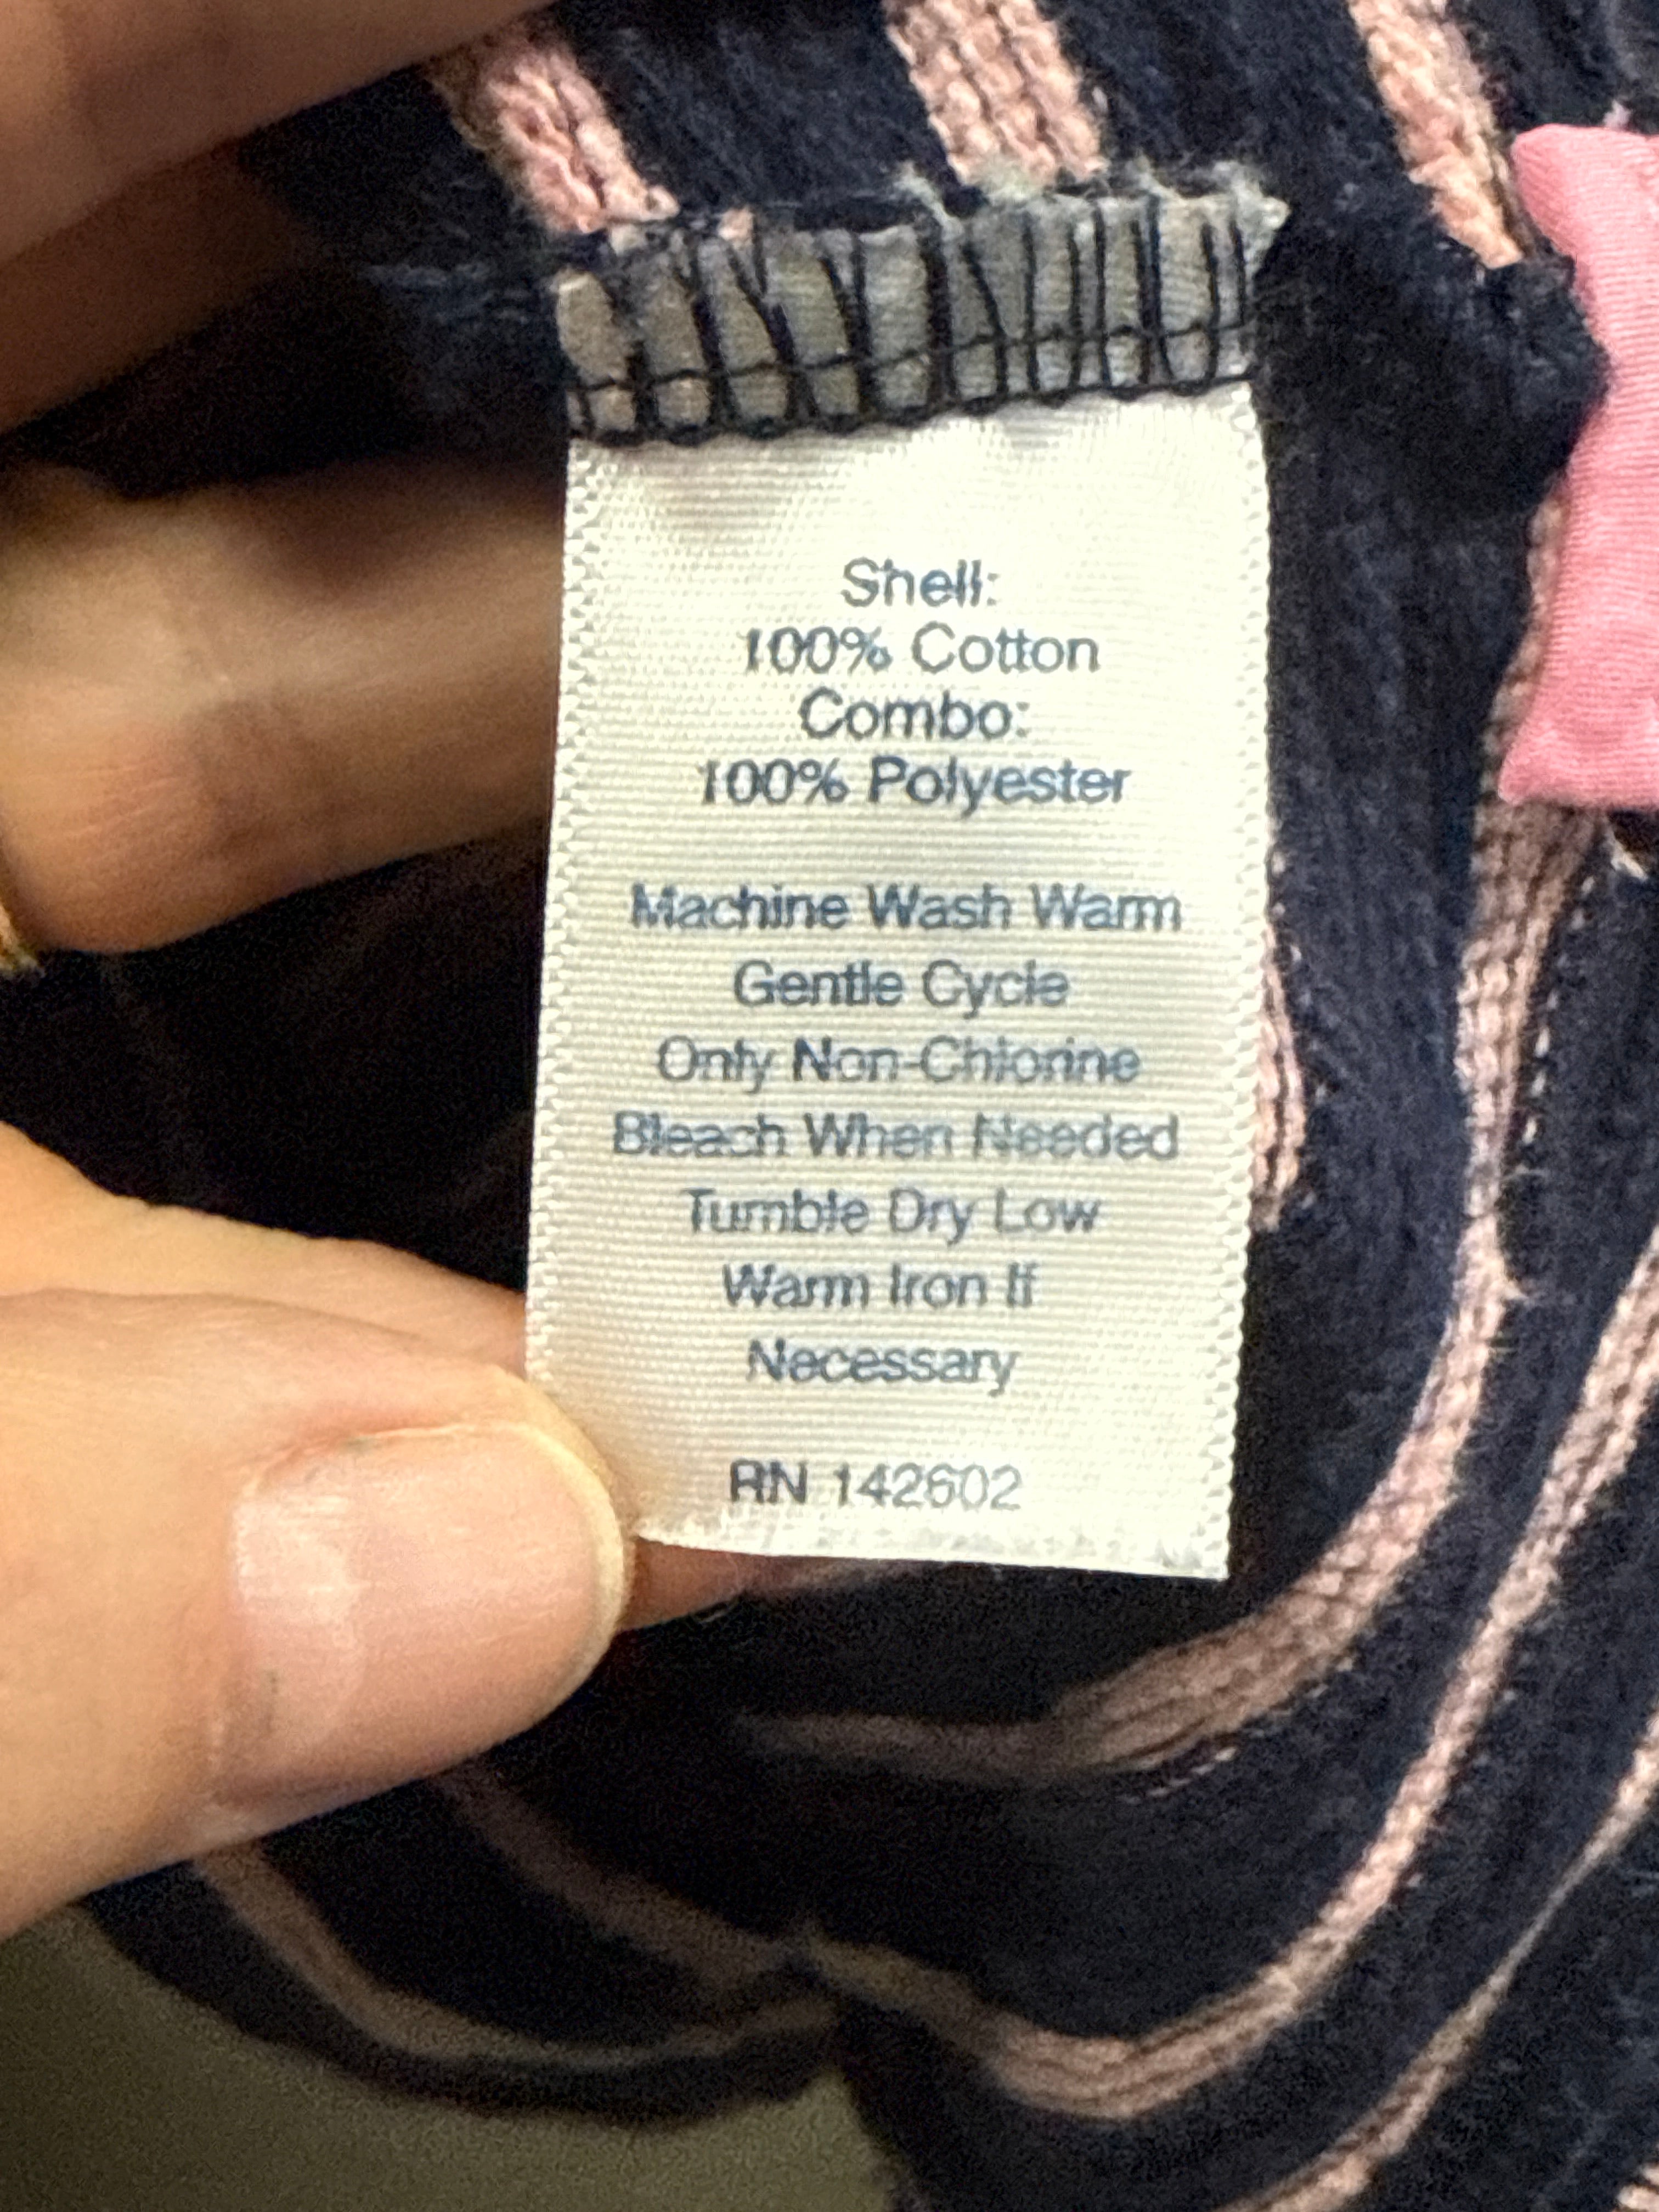 Shell:
100% Cotton
Combo:
100% Polyester
Machine Wash Warm
Gentle Cycle
Only Non-Chlorine
Bleach When Needed
Tumble Dry Low
Warm Iron If
Necessary
RN 142602